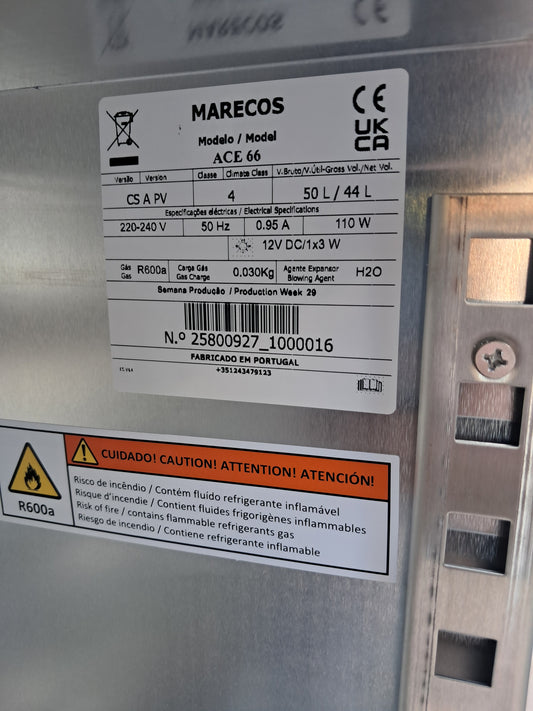 MARECOS
Modelo / Model
ACE 66
CE
UK
CA
Versão Version Classe Climate Class V.Bruto/V.Útil-Gross Vol./Net Vol.
CS A PV 4 50 L / 44 L
Especificações eléctricas / Electrical Specifications
220-240 V 50 Hz 0.95 A 110 W
12V DC/1x3 W
Gás Gas R600a Carga Gás Gas Charge 0,030Kg Agente Expansor Blowing Agent H2O
Semana Produção / Production Week 29
N.º 25800927_1000016
FABRICADO EM PORTUGAL
+351243479123
CUIDADO! CAUTION! ATTENTION! ATENCIÓN!
R600a
Risco de incêndio / Contém fluído refrigerante inflamável
Risque d'incendie / Contient fluides frigorigènes inflammables
Risk of fire / contains flammable refrigerants gas
Riesgo de incendio / Contiene refrigerante inflamable